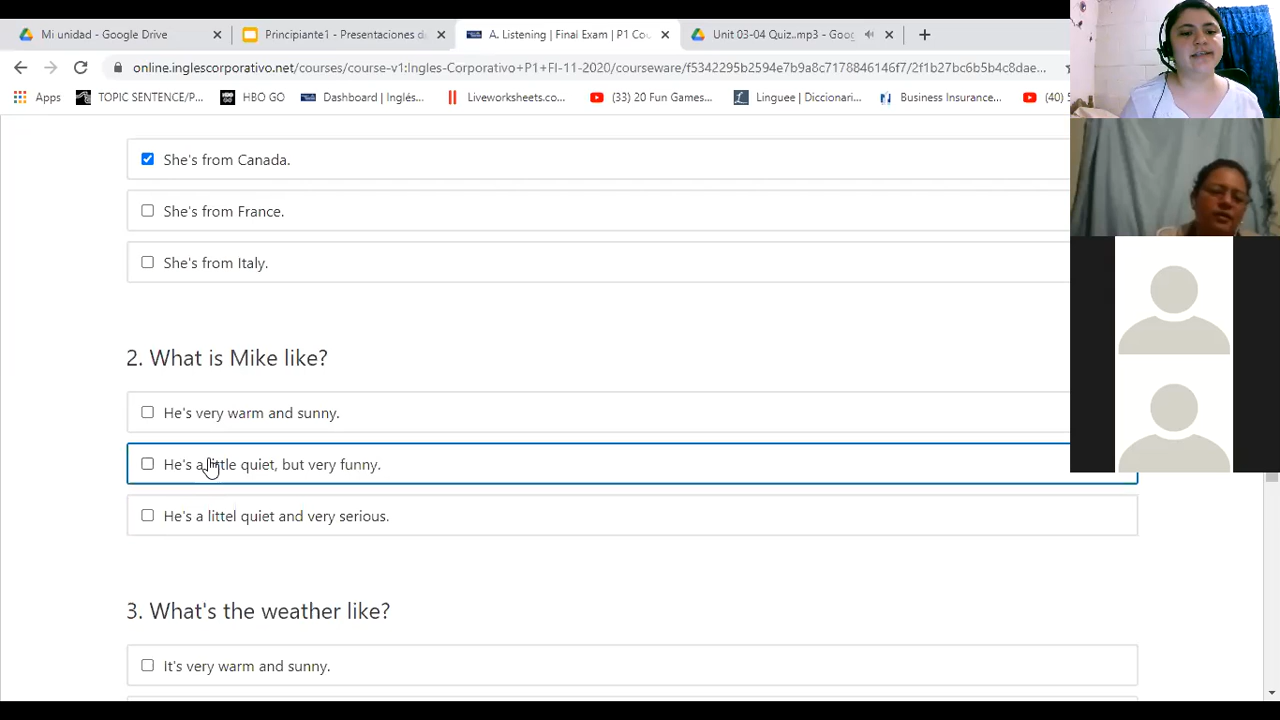 Mi unidad - Google Drive
Principiante1 - Presentaciones d
A. Listening | Final Exam | P1 Cou
Unit 03-04 Quiz..mp3 - Goog
online.inglescorporativo.net/courses/course-v1:Ingles-Corporativo+P1+FI-11-2020/courseware/f5342295b2594e7b9a8c7178846146f7/2f1b27bc6b5b4c8dae...
Apps
TOPIC SENTENCE/P...
HBO GO
Dashboard | Inglés...
Liveworksheets.co...
(33) 20 Fun Games...
Linguee | Diccionari...
Business Insurance...
(40) 5
She's from Canada.
She's from France.
She's from Italy.
2. What is Mike like?
He's very warm and sunny.
He's a little quiet, but very funny.
He's a littel quiet and very serious.
3. What's the weather like?
It's very warm and sunny.